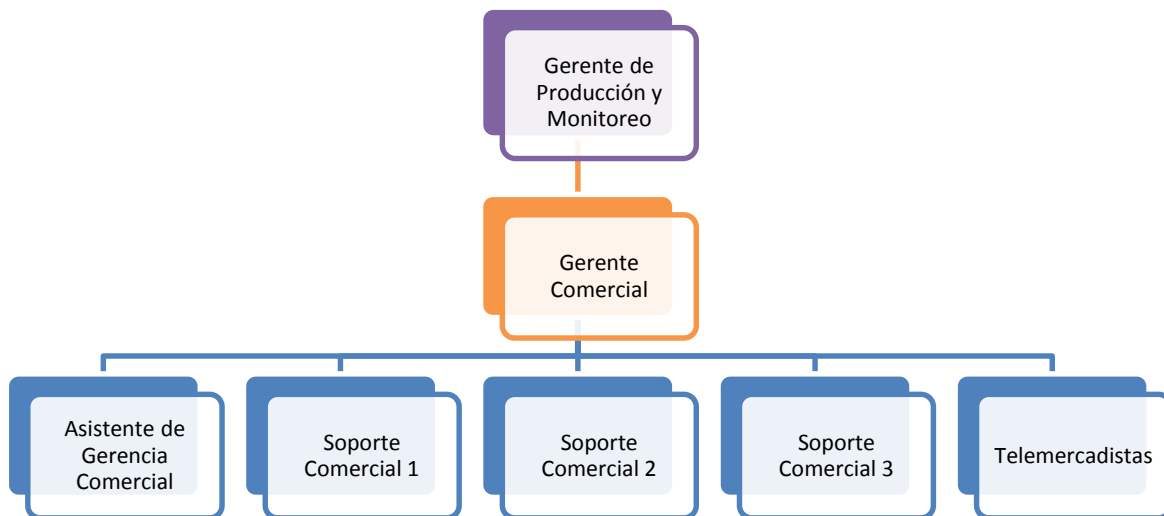 Gerente de
Producción y
Monitoreo
Gerente
Comercial
Asistente de
Gerencia
Comercial
Soporte
Comercial 1
Soporte
Comercial 2
Soporte
Comercial 3
Telemercadistas